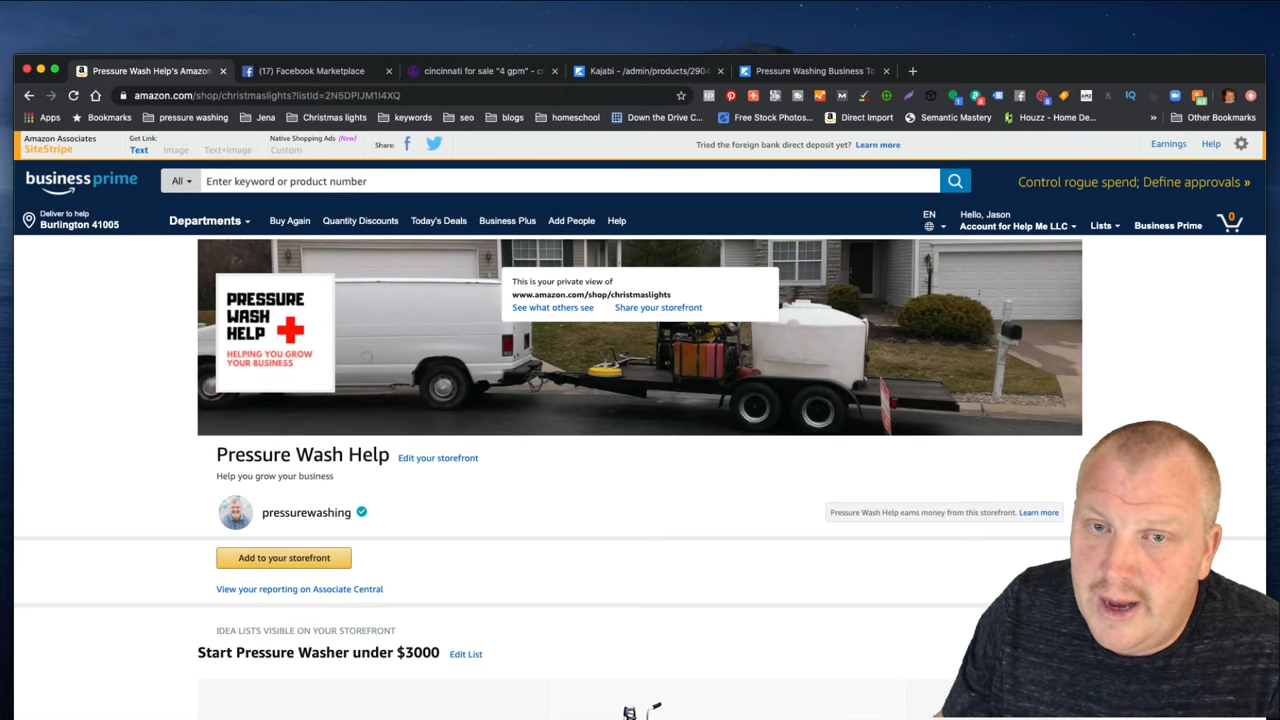 Pressure Wash Help's Amazon
(17) Facebook Marketplace
cincinnati for sale "4 gpm" - c
Kajabi - /admin/products/2904
Pressure Washing Business To
amazon.com/shop/christmaslights?listId=2N5DPIJM1I4XQ
Apps
Bookmarks
pressure washing
Jena
Christmas lights
keywords
seo
blogs
homeschool
Down the Drive C...
Free Stock Photos...
Direct Import
Semantic Mastery
Houzz - Home De...
»
Other Bookmarks
Amazon Associates
SiteStripe
Get Link:
Text
Image
Text+Image
Native Shopping Ads (New)
Custom
Share:
Tried the foreign bank direct deposit yet? Learn more
Earnings
Help
business prime
All
Enter keyword or product number
Control rogue spend; Define approvals »
Deliver to help
Burlington 41005
Departments
Buy Again
Quantity Discounts
Today's Deals
Business Plus
Add People
Help
EN
Hello, Jason
Account for Help Me LLC
Lists
Business Prime
0
PRESSURE
WASH
HELP
HELPING YOU GROW
YOUR BUSINESS
This is your private view of
www.amazon.com/shop/christmaslights
See what others see
Share your storefront
Pressure Wash Help
Edit your storefront
Help you grow your business
pressurewashing
Pressure Wash Help earns money from this storefront. Learn more
Add to your storefront
View your reporting on Associate Central
IDEA LISTS VISIBLE ON YOUR STOREFRONT
Start Pressure Washer under $3000
Edit List